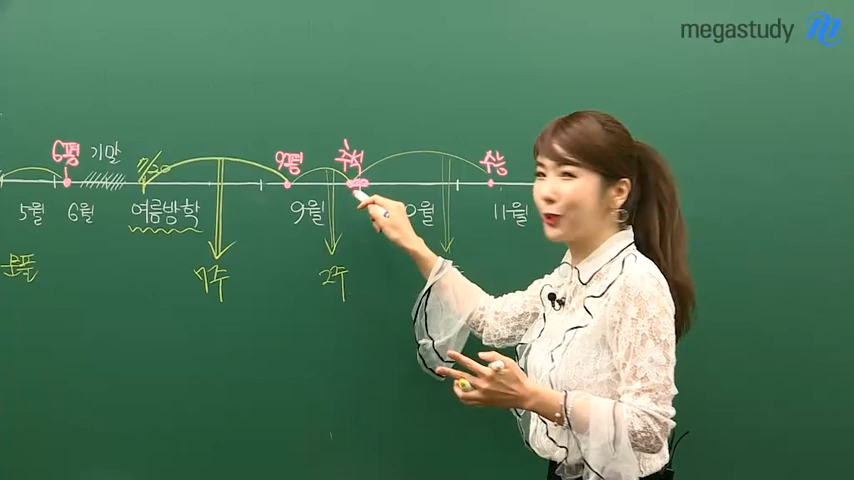 megastudy
6평 기말 7/20 9평 추석 수능
5월 6월 여름방학 9월 월 11월
7주 2주